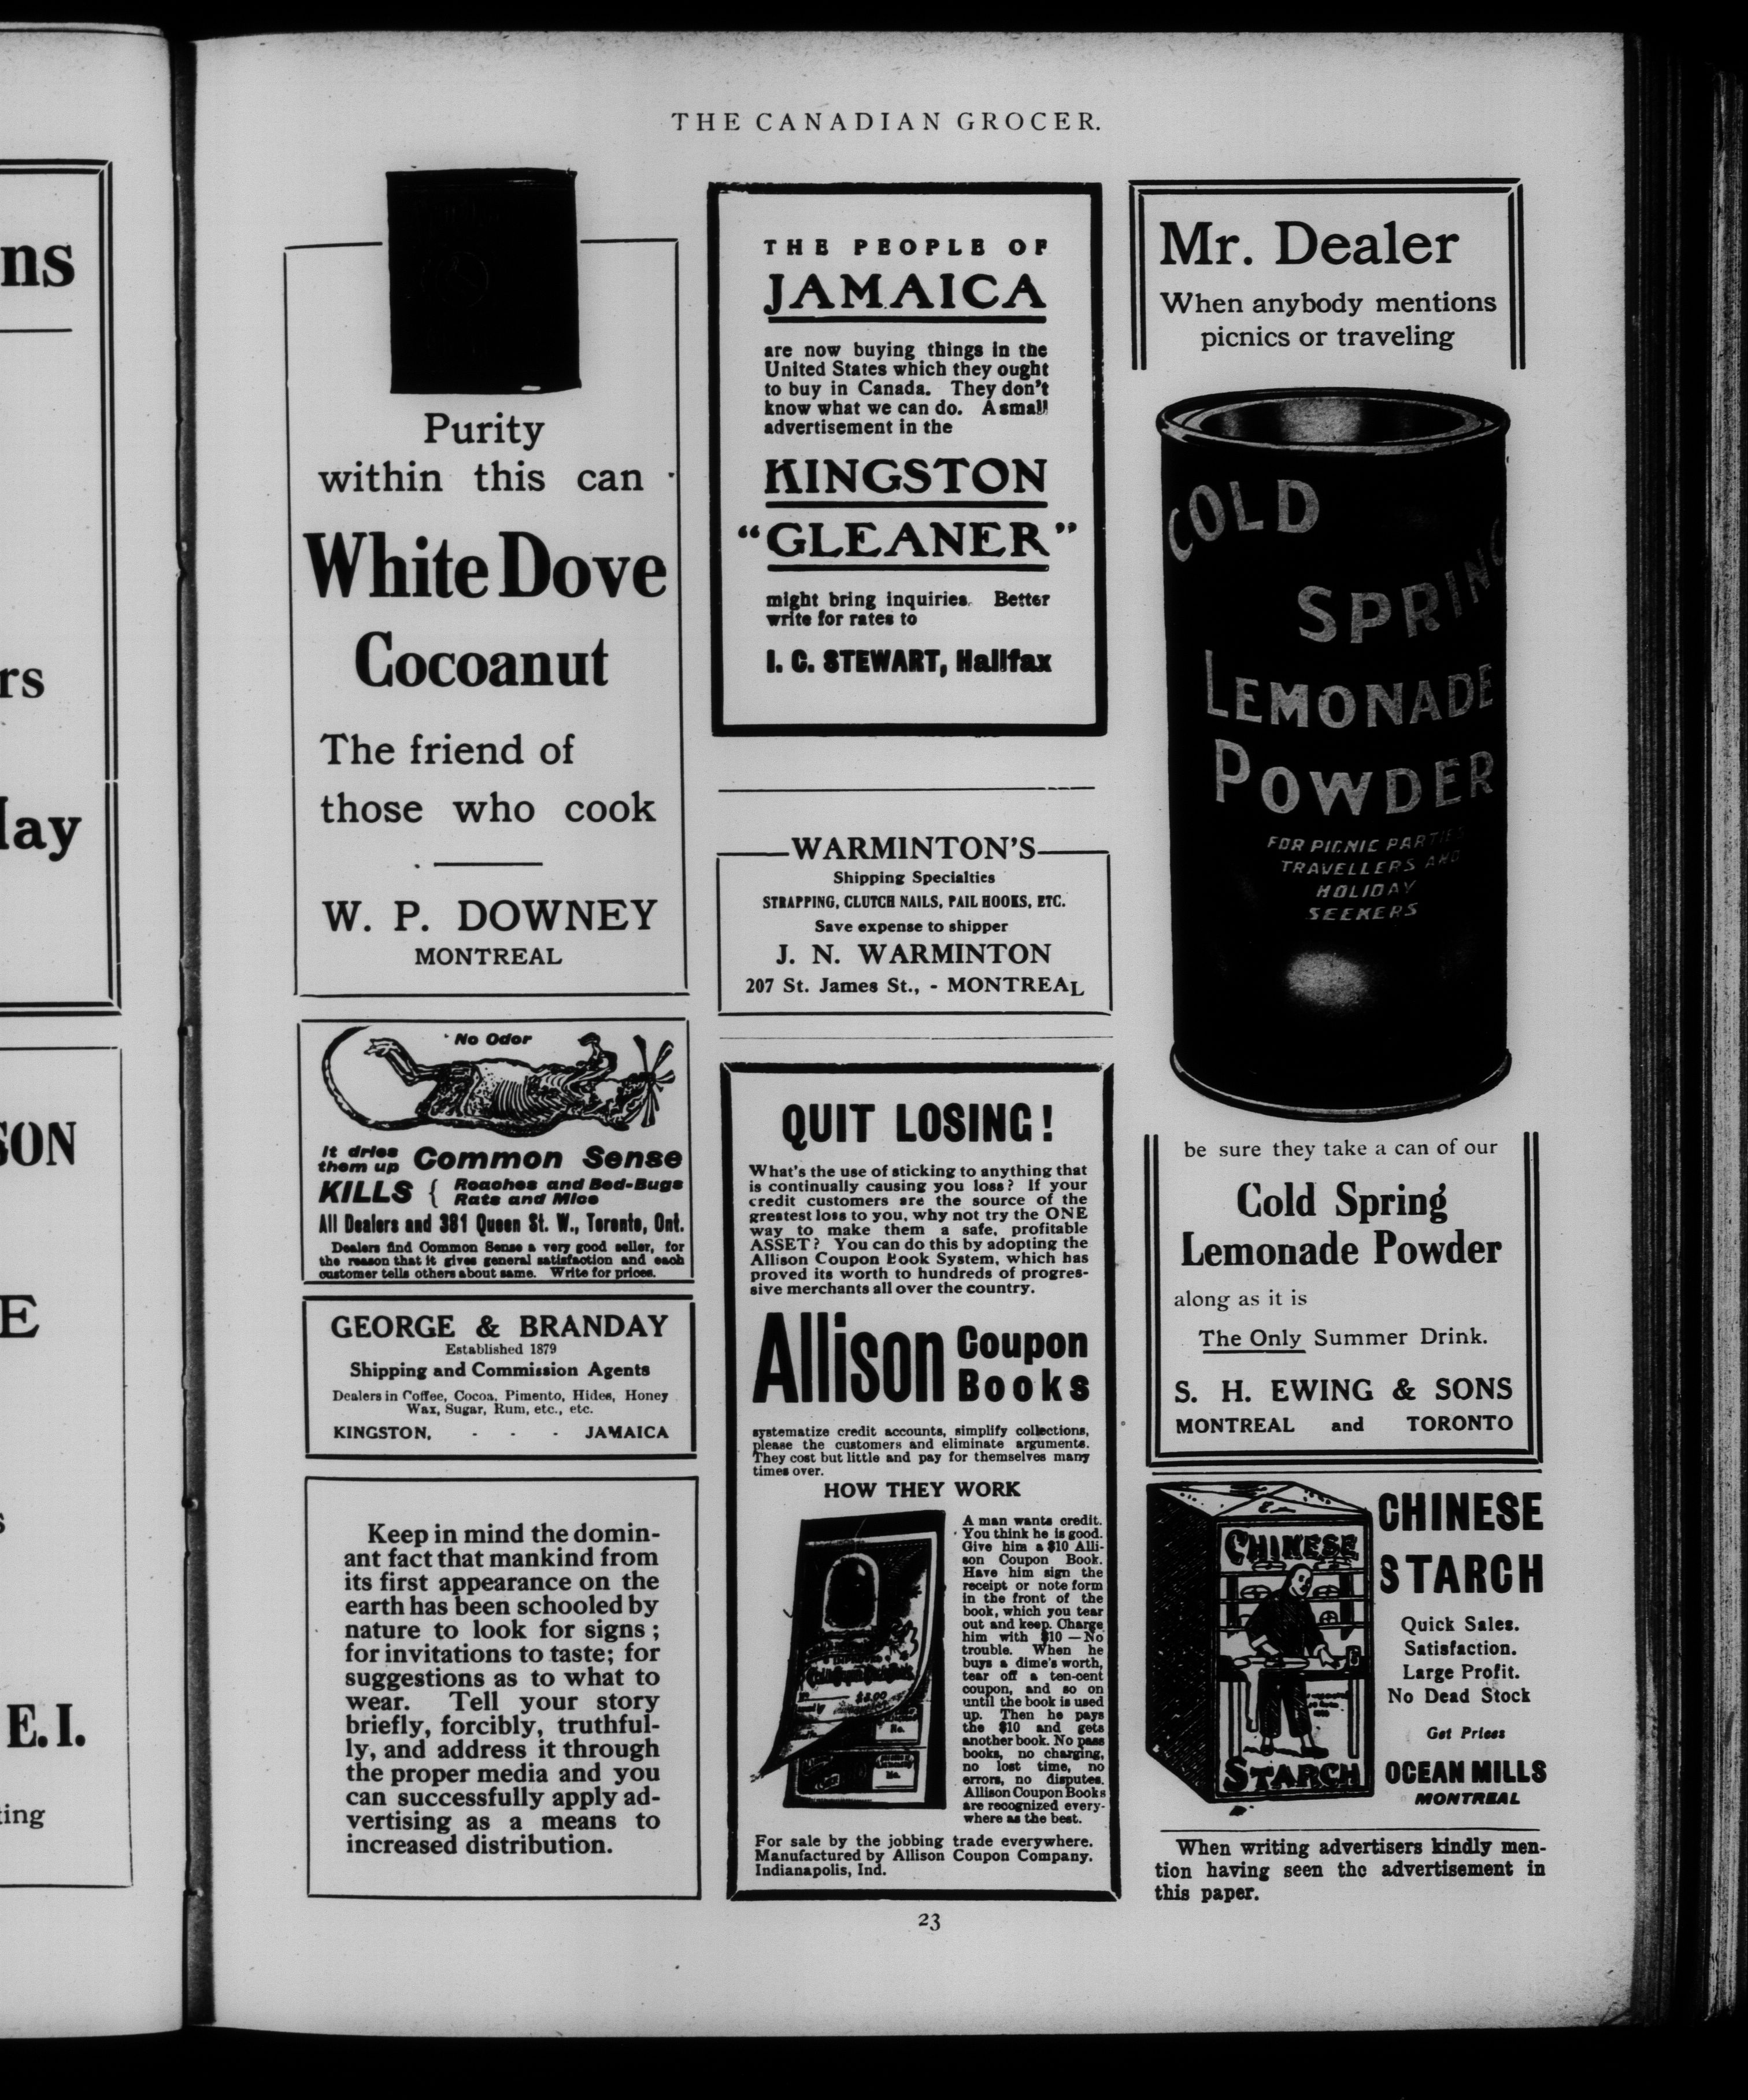 THE CANADIAN GROCER.
Purity
within this can
White Dove
Cocoanut
The friend of
those who cook
W. P. DOWNEY
MONTREAL
No Odor
It dries
them up
Common Sense
KILLS { Roaches and Bed-Bugs
Rats and Mice
All Dealers and 381 Queen St. W., Toronto, Ont.
Dealers find Common Sense a very good seller, for
the reason that it gives general satisfaction and each
customer tells others about same. Write for prices.
GEORGE & BRANDAY
Established 1879
Shipping and Commission Agents
Dealers in Coffee, Cocoa, Pimento, Hides, Honey
Wax, Sugar, Rum, etc., etc.
KINGSTON, - - - JAMAICA
Keep in mind the domin-
ant fact that mankind from
its first appearance on the
earth has been schooled by
nature to look for signs;
for invitations to taste; for
suggestions as to what to
wear. Tell your story
briefly, forcibly, truthful-
ly, and address it through
the proper media and you
can successfully apply ad-
vertising as a means to
increased distribution.
THE PEOPLE OF
JAMAICA
are now buying things in the
United States which they ought
to buy in Canada. They don't
know what we can do. A small
advertisement in the
KINGSTON
"GLEANER"
might bring inquiries. Better
write for rates to
I. C. STEWART, Halifax
WARMINTON'S
Shipping Specialties
STRAPPING, CLUTCH NAILS, PAIL HOOKS, ETC.
Save expense to shipper
J. N. WARMINTON
207 St. James St., - MONTREAL
QUIT LOSING!
What's the use of sticking to anything that
is continually causing you loss? If your
credit customers are the source of the
greatest loss to you, why not try the ONE
way to make them a safe, profitable
ASSET? You can do this by adopting the
Allison Coupon Book System, which has
proved its worth to hundreds of progres-
sive merchants all over the country.
Allison Coupon
Books
systematize credit accounts, simplify collections,
please the customers and eliminate arguments.
They cost but little and pay for themselves many
times over.
HOW THEY WORK
A man wants credit.
You think he is good.
Give him a $10 Alli-
son Coupon Book.
Have him sign the
receipt or note form
in the front of the
book, which you tear
out and keep. Charge
him with $10—No
trouble. When he
buys a dime's worth,
tear off a ten-cent
coupon, and so on
until the book is used
up. Then he pays
the $10 and gets
another book. No pass
books, no charging,
no lost time, no
errors, no disputes.
Allison Coupon Books
are recognized every-
where as the best.
For sale by the jobbing trade everywhere.
Manufactured by Allison Coupon Company.
Indianapolis, Ind.
Mr. Dealer
When anybody mentions
picnics or traveling
COLD
SPRING
LEMONADE
POWDER
FOR PICNIC PARTIES
TRAVELLERS AND
HOLIDAY
SEEKERS
be sure they take a can of our
Cold Spring
Lemonade Powder
along as it is
The Only Summer Drink.
S. H. EWING & SONS
MONTREAL and TORONTO
CHINESE
STARCH
CHINESE
STARCH
Quick Sales.
Satisfaction.
Large Profit.
No Dead Stock
Get Prices
OCEAN MILLS
MONTREAL
When writing advertisers kindly men-
tion having seen the advertisement in
this paper.
23